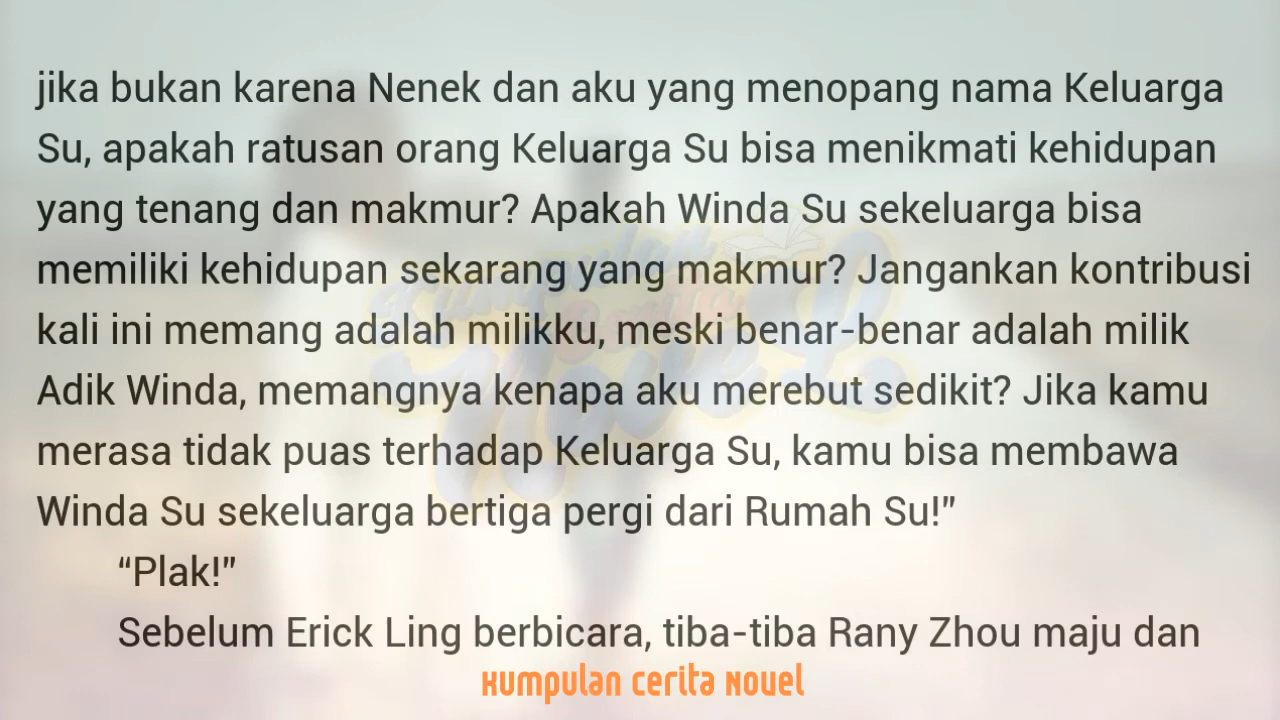 jika bukan karena Nenek dan aku yang menopang nama Keluarga
Su, apakah ratusan orang Keluarga Su bisa menikmati kehidupan
yang tenang dan makmur? Apakah Winda Su sekeluarga bisa
memiliki kehidupan sekarang yang makmur? Jangankan kontribusi
kali ini memang adalah milikku, meski benar-benar adalah milik
Adik Winda, memangnya kenapa aku merebut sedikit? Jika kamu
merasa tidak puas terhadap Keluarga Su, kamu bisa membawa
Winda Su sekeluarga bertiga pergi dari Rumah Su!”
“Plak!”
Sebelum Erick Ling berbicara, tiba-tiba Rany Zhou maju dan
Kumpulan Cerita Novel